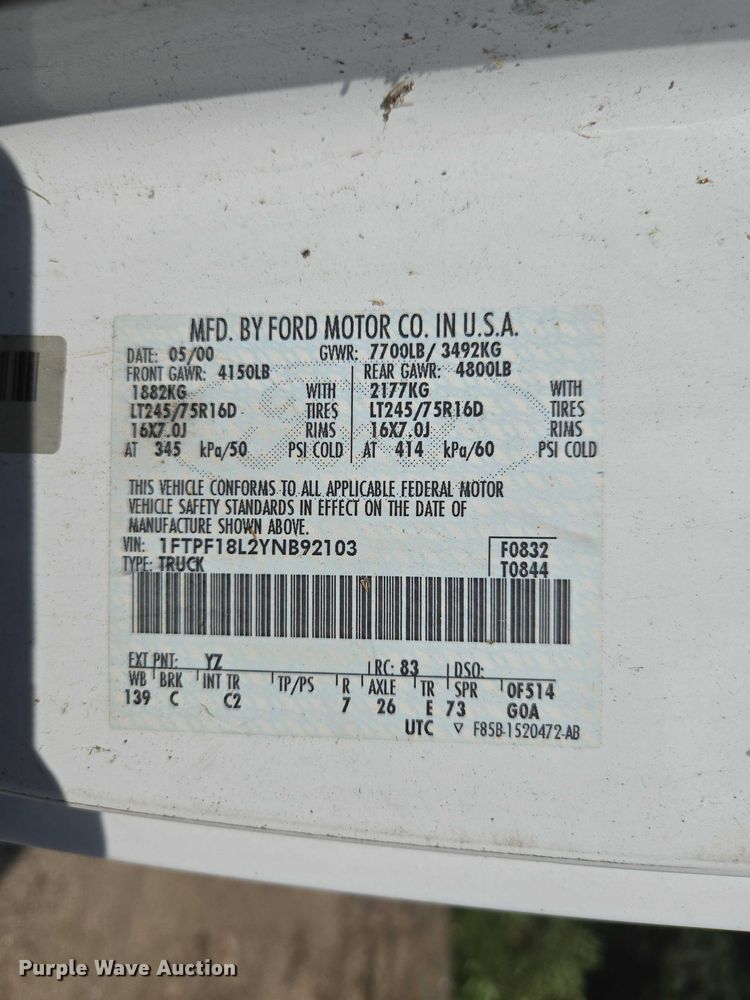 MFD. BY FORD MOTOR CO. IN U.S.A.
DATE: 05/00 GVWR: 7700LB/ 3492KG
FRONT GAWR: 4150LB REAR GAWR: 4800LB
1882KG WITH 2177KG WITH
LT245/75R16D TIRES LT245/75R16D TIRES
16X7.0J RIMS 16X7.0J RIMS
AT 345 kPa/50 PSI COLD AT 414 kPa/60 PSI COLD
THIS VEHICLE CONFORMS TO ALL APPLICABLE FEDERAL MOTOR
VEHICLE SAFETY STANDARDS IN EFFECT ON THE DATE OF
MANUFACTURE SHOWN ABOVE.
VIN: 1FTPF18L2YNB92103 F0832
TYPE: TRUCK T0844
EXT PNT: YZ RC: 83 DSO:
WB BRK INT TR TP/PS R AXLE TR SPR 0F514
139 C C2 7 26 E 73 G0A
UTC ▽ F85B-1520472-AB
Purple Wave Auction